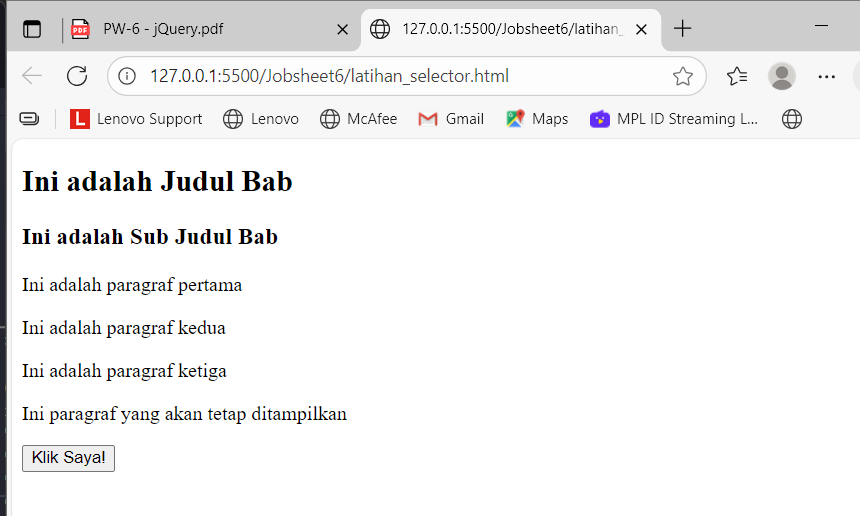 PW-6 - jQuery.pdf
127.0.0.1:5500/Jobsheet6/latihan_
127.0.0.1:5500/Jobsheet6/latihan_selector.html
Lenovo Support Lenovo McAfee Gmail Maps MPL ID Streaming L...
Ini adalah Judul Bab
Ini adalah Sub Judul Bab
Ini adalah paragraf pertama
Ini adalah paragraf kedua
Ini adalah paragraf ketiga
Ini paragraf yang akan tetap ditampilkan
Klik Saya!